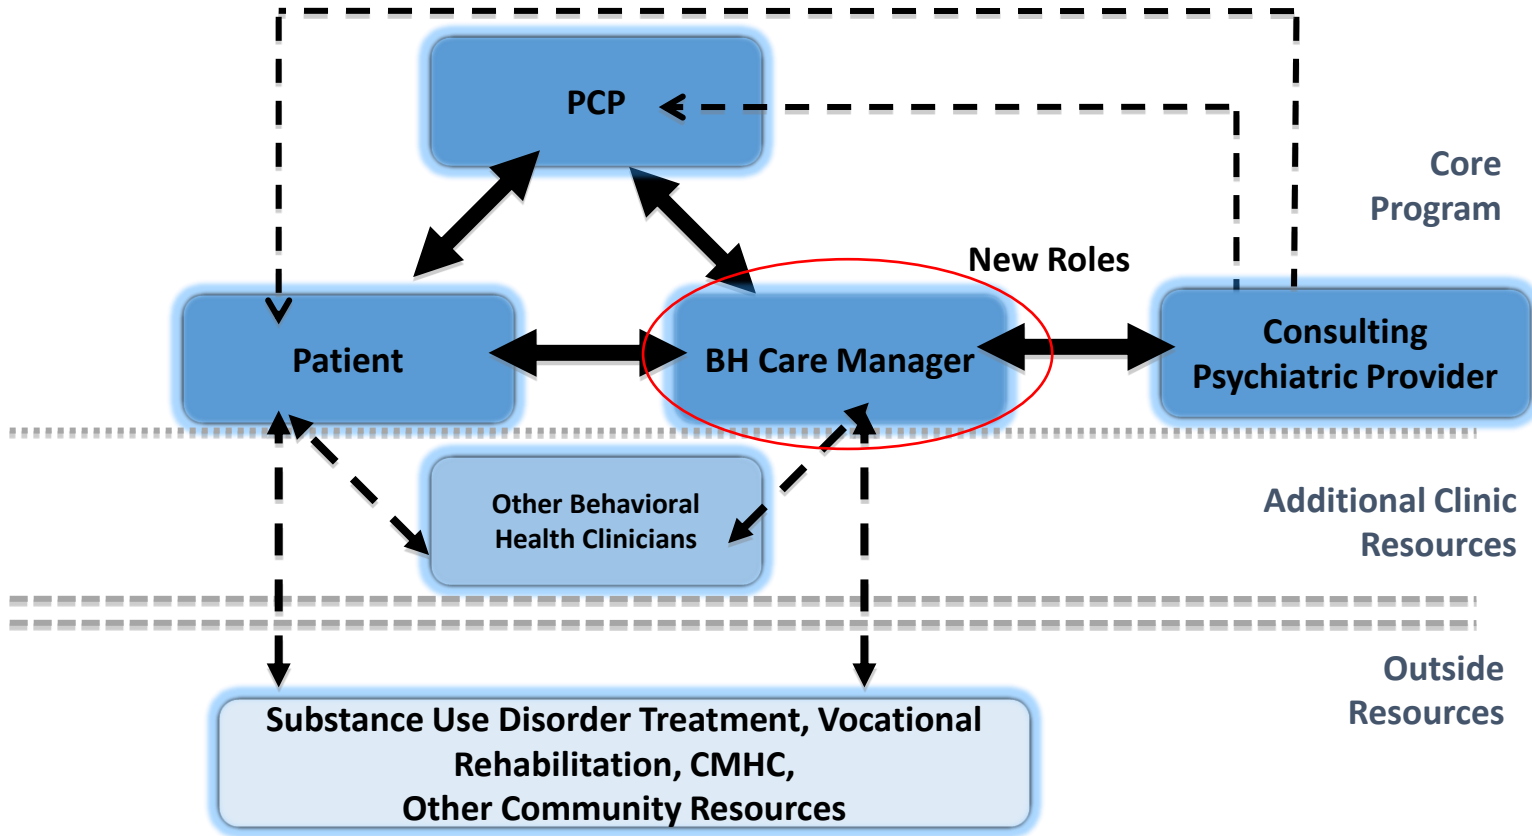 PCP
Core
Program
New Roles
Patient
BH Care Manager
Consulting
Psychiatric Provider
Other Behavioral
Health Clinicians
Additional Clinic
Resources
Outside
Resources
Substance Use Disorder Treatment, Vocational
Rehabilitation, CMHC,
Other Community Resources